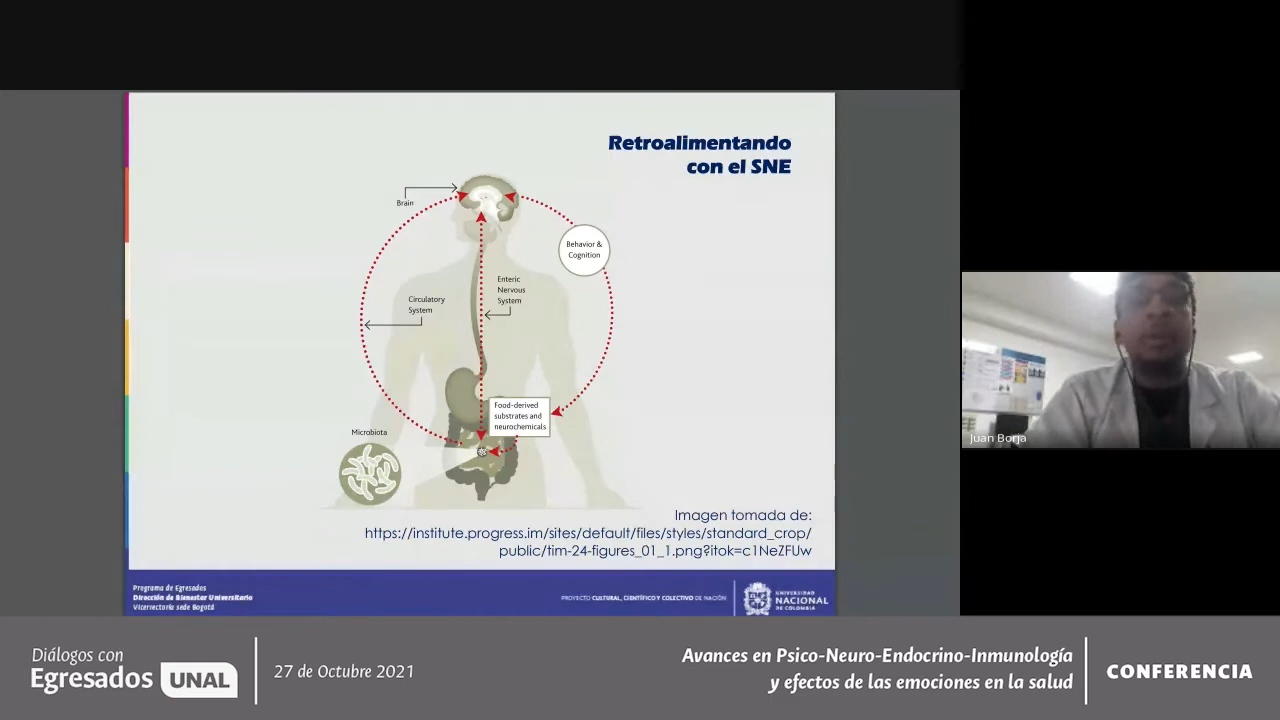 Retroalimentando
con el SNE
Brain
Behavior &
Cognition
Enteric
Nervous
System
Circulatory
System
Food-derived
substrates and
neurochemicals
Microbiota
Imagen tomada de:
https://institute.progress.im/sites/default/files/styles/standard_crop/
public/tim-24-figures_01_1.png?itok=c1NeZFUw
Programa de Egresados
Dirección de Bienestar Universitario
Vicerrectoría sede Bogotá
PROYECTO CULTURAL, CIENTÍFICO Y COLECTIVO DE NACIÓN
UNIVERSIDAD
NACIONAL
DE COLOMBIA
Juan Borja
Diálogos con
Egresados UNAL
27 de Octubre 2021
Avances en Psico-Neuro-Endocrino-Inmunología
y efectos de las emociones en la salud
CONFERENCIA